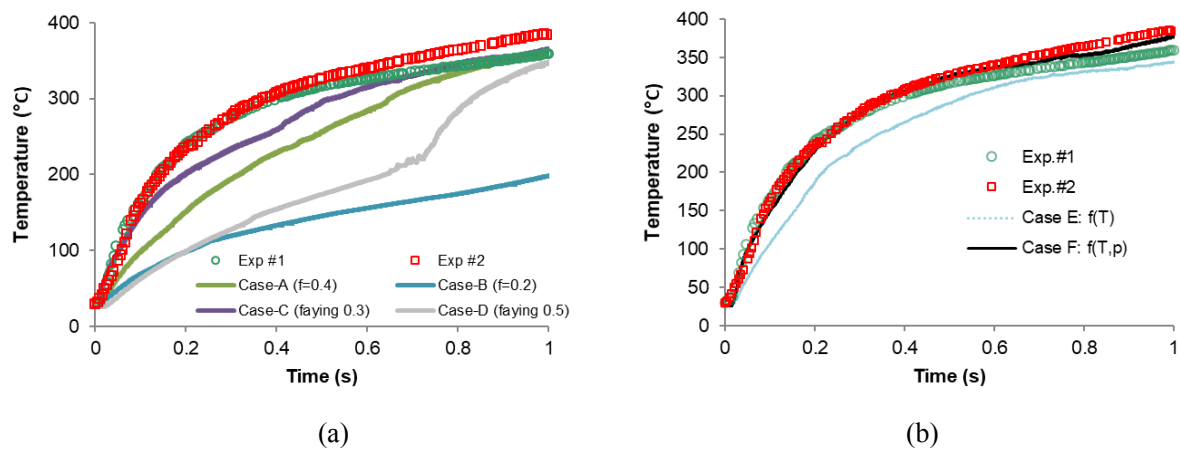 400
300
200
100
0
Temperature (°C)
Exp #1
Exp #2
Case-A (f=0.4)
Case-B (f=0.2)
Case-C (faying 0.3)
Case-D (faying 0.5)
0 0.2 0.4 0.6 0.8 1
Time (s)
(a)
400
350
300
250
200
150
100
50
0
Temperature (°C)
Exp.#1
Exp.#2
Case E: f(T)
Case F: f(T,p)
0 0.2 0.4 0.6 0.8 1
Time (s)
(b)